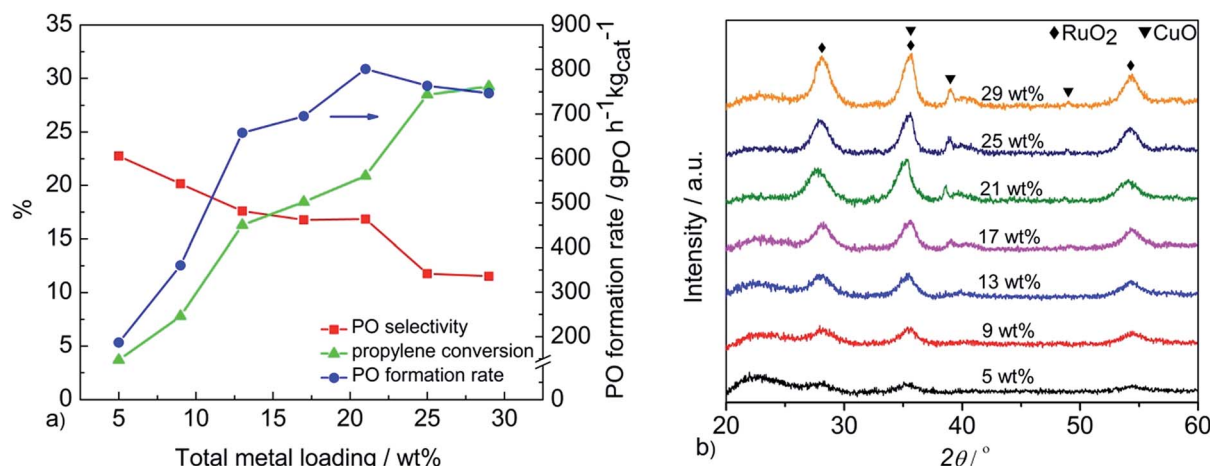 35
30
25
20
15
10
5
0
%
5 10 15 20 25 30
Total metal loading / wt%
a)
900
800
700
600
500
400
300
200
0
PO formation rate / gPO h⁻¹kgcat⁻¹
PO selectivity
propylene conversion
PO formation rate
RuO₂ CuO
29 wt%
25 wt%
21 wt%
17 wt%
13 wt%
9 wt%
5 wt%
Intensity / a.u.
20 30 40 50 60
b)
2θ / °